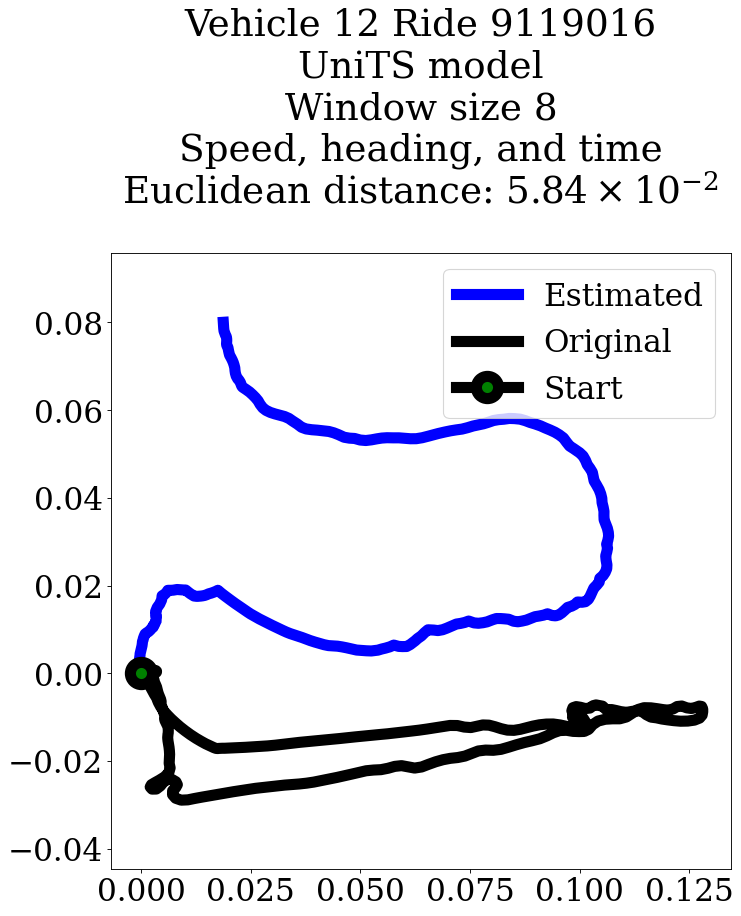 Vehicle 12 Ride 9119016
UniTS model
Window size 8
Speed, heading, and time
Euclidean distance: $5.84 \times 10^{-2}$
Estimated
Original
Start
0.08
0.06
0.04
0.02
0.00
−0.02
−0.04
0.000 0.025 0.050 0.075 0.100 0.125